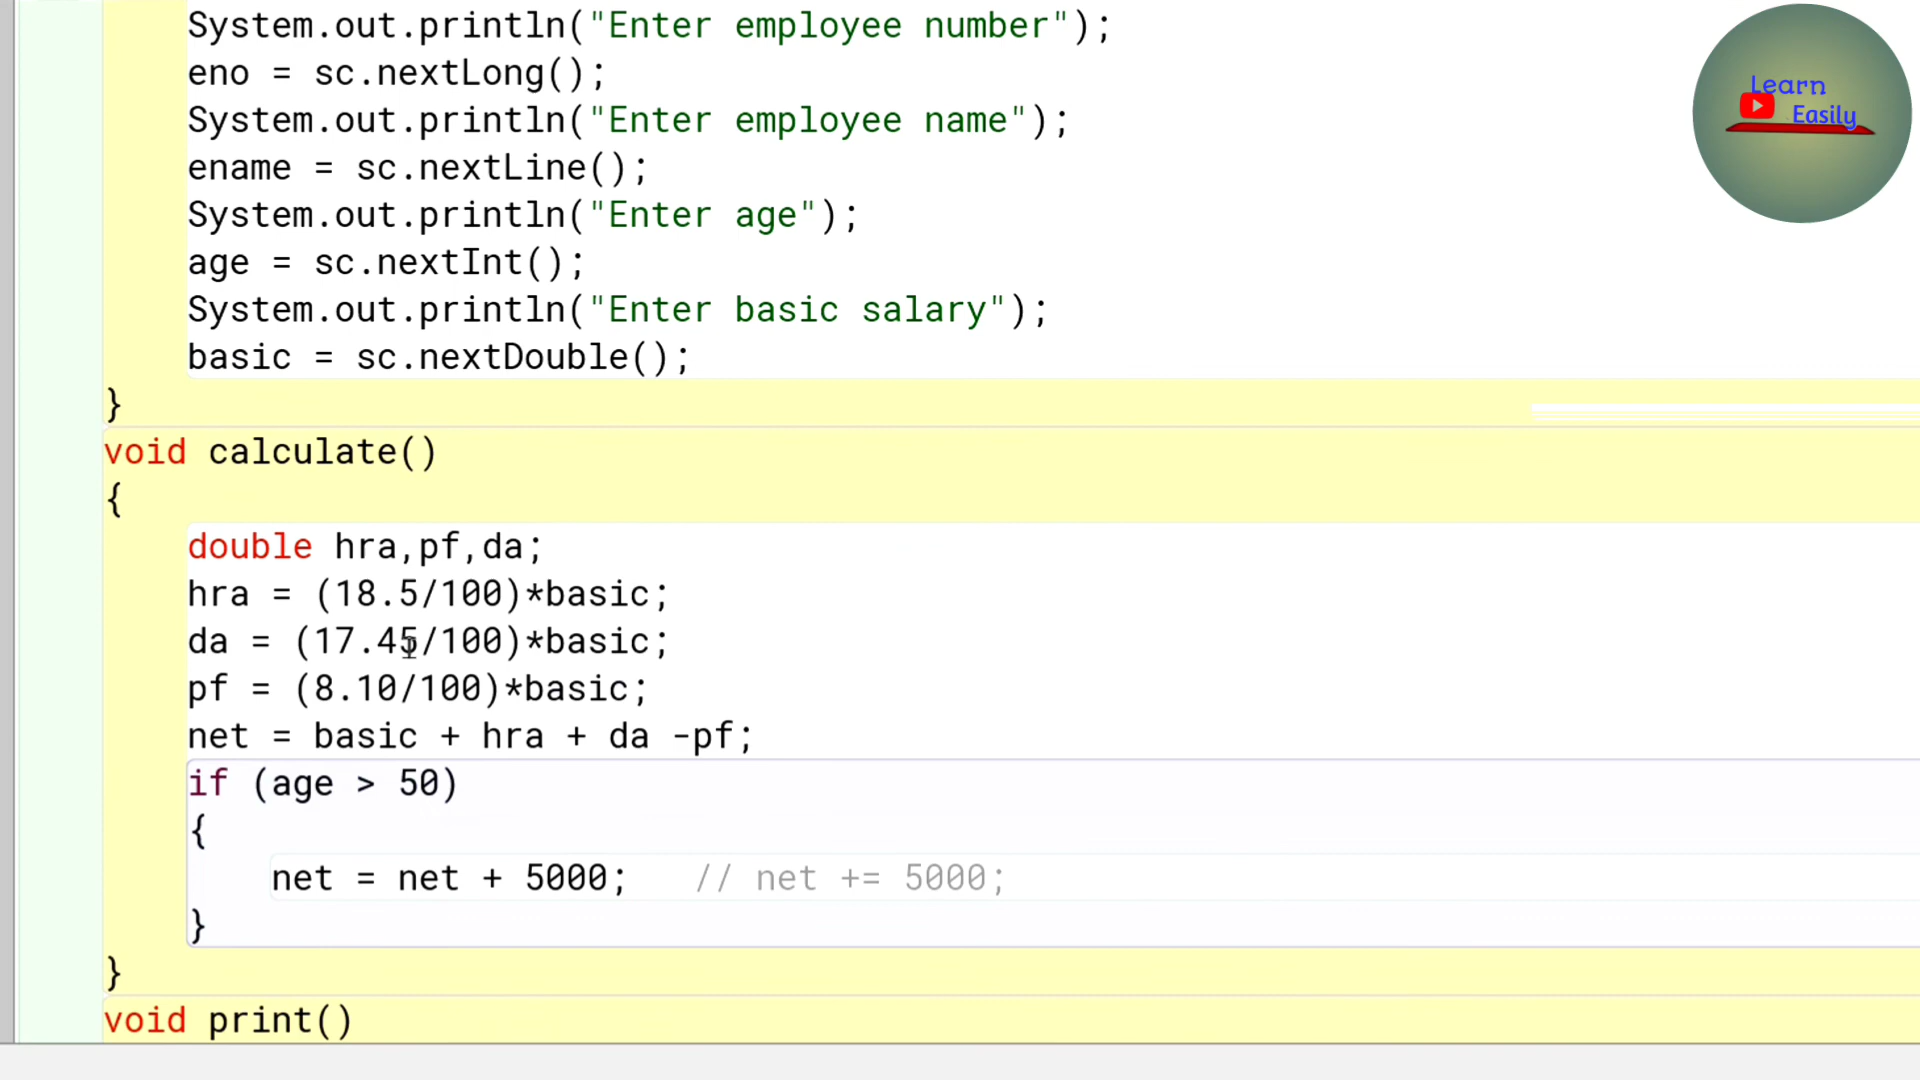 System.out.println("Enter employee number");
eno = sc.nextLong();
System.out.println("Enter employee name");
ename = sc.nextLine();
System.out.println("Enter age");
age = sc.nextInt();
System.out.println("Enter basic salary");
basic = sc.nextDouble();
}
void calculate()
{
double hra,pf,da;
hra = (18.5/100)*basic;
da = (17.45/100)*basic;
pf = (8.10/100)*basic;
net = basic + hra + da -pf;
if (age > 50)
{
net = net + 5000;   // net += 5000;
}
}
void print()
Learn
Easily